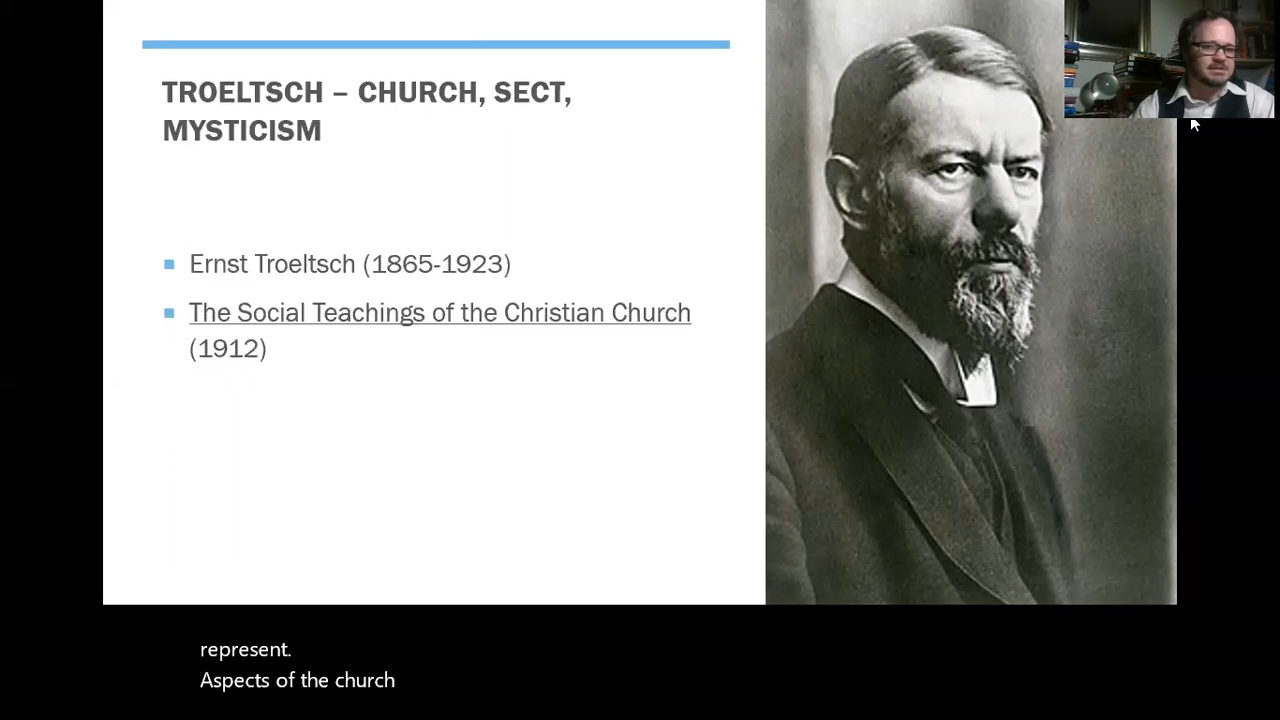 TROELTSCH – CHURCH, SECT,
MYSTICISM
Ernst Troeltsch (1865-1923)
The Social Teachings of the Christian Church
(1912)
represent.
Aspects of the church